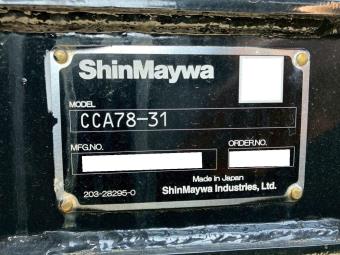 ShinMaywa
MODEL
CCA78-31
MFG.NO. ORDER.NO.
Made in Japan
203-28295-0 ShinMaywa Industries, Ltd.